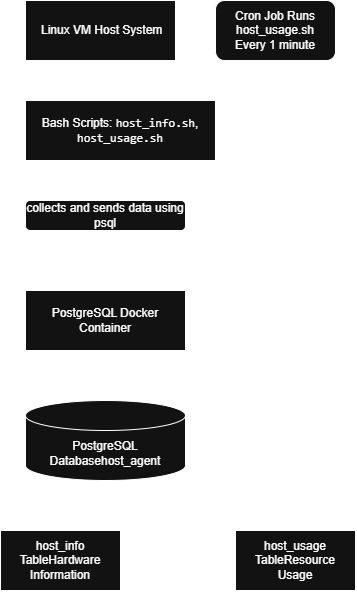 Linux VM Host System
Cron Job Runs
host_usage.sh
Every 1 minute
Bash Scripts: host_info.sh,
host_usage.sh
collects and sends data using
psql
PostgreSQL Docker
Container
PostgreSQL
Databasehost_agent
host_info
TableHardware
Information
host_usage
TableResource
Usage